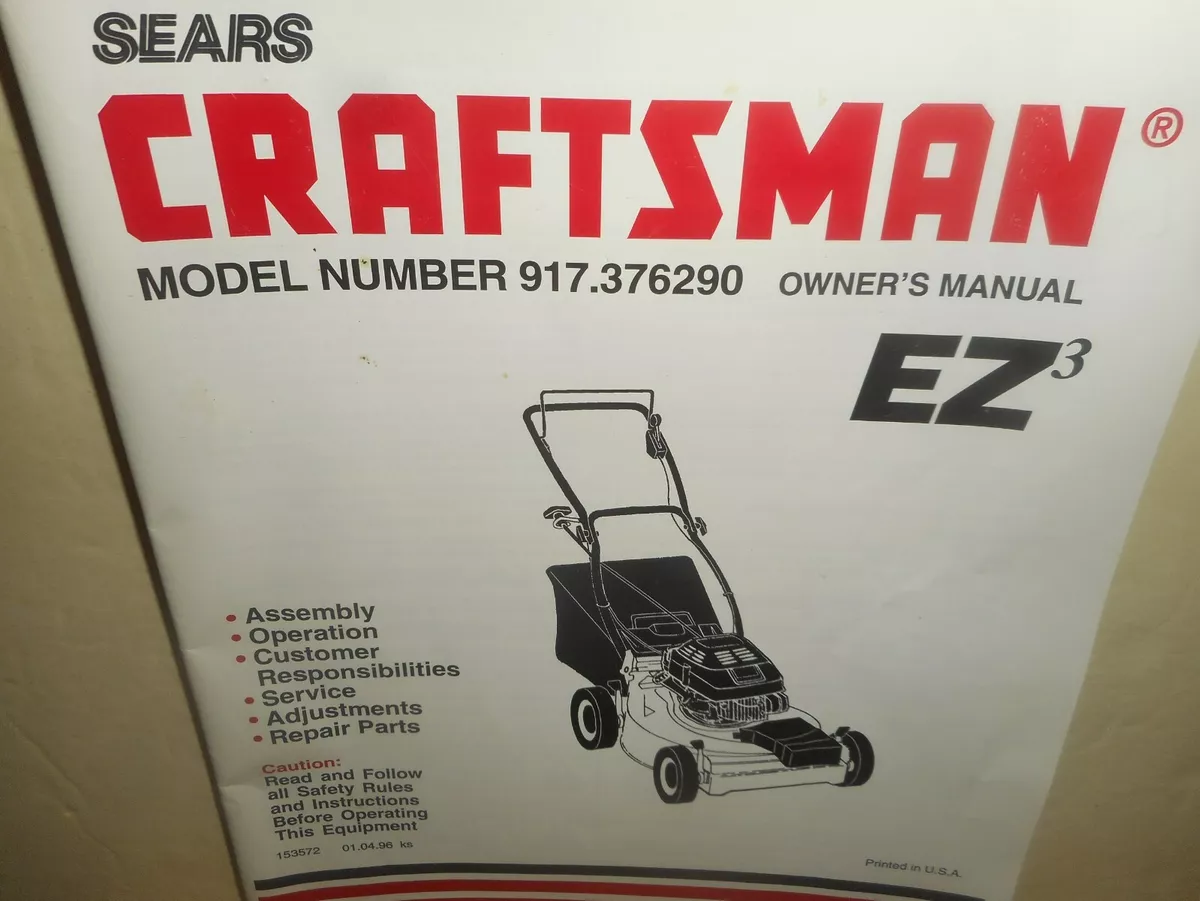 SEARS
CRAFTSMAN®
MODEL NUMBER 917.376290 OWNER'S MANUAL
EZ³
• Assembly
• Operation
• Customer
Responsibilities
• Service
• Adjustments
• Repair Parts
Caution:
Read and Follow
all Safety Rules
and Instructions
Before Operating
This Equipment
153572 01.04.96 ks
Printed in U.S.A.
CRAFTSMAN